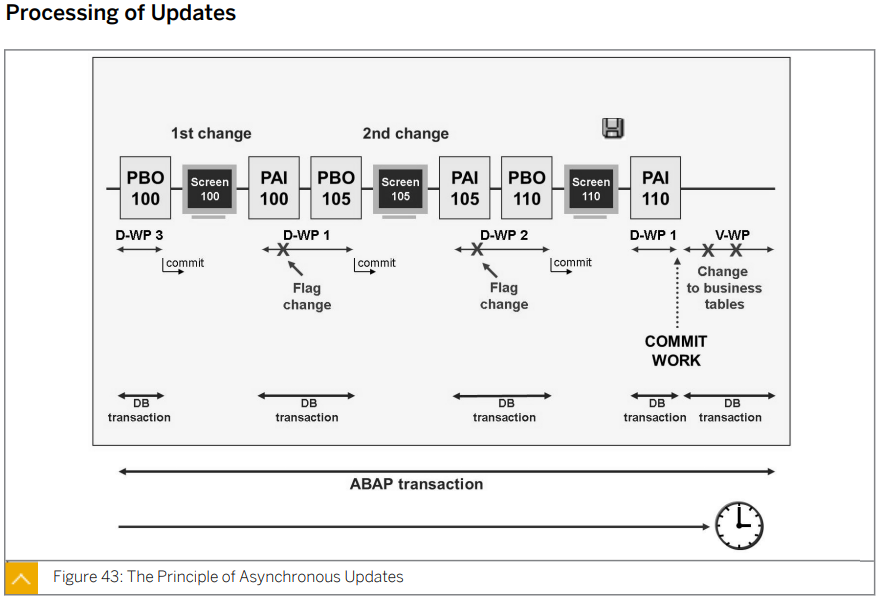 Processing of Updates
1st change
2nd change
PBO
100
Screen
100
PAI
100
PBO
105
Screen
105
PAI
105
PBO
110
Screen
110
PAI
110
D-WP 3
D-WP 1
D-WP 2
D-WP 1
V-WP
commit
commit
commit
Flag
change
Flag
change
Change
to business
tables
COMMIT
WORK
DB
transaction
DB
transaction
DB
transaction
DB
transaction
DB
transaction
ABAP transaction
Figure 43: The Principle of Asynchronous Updates